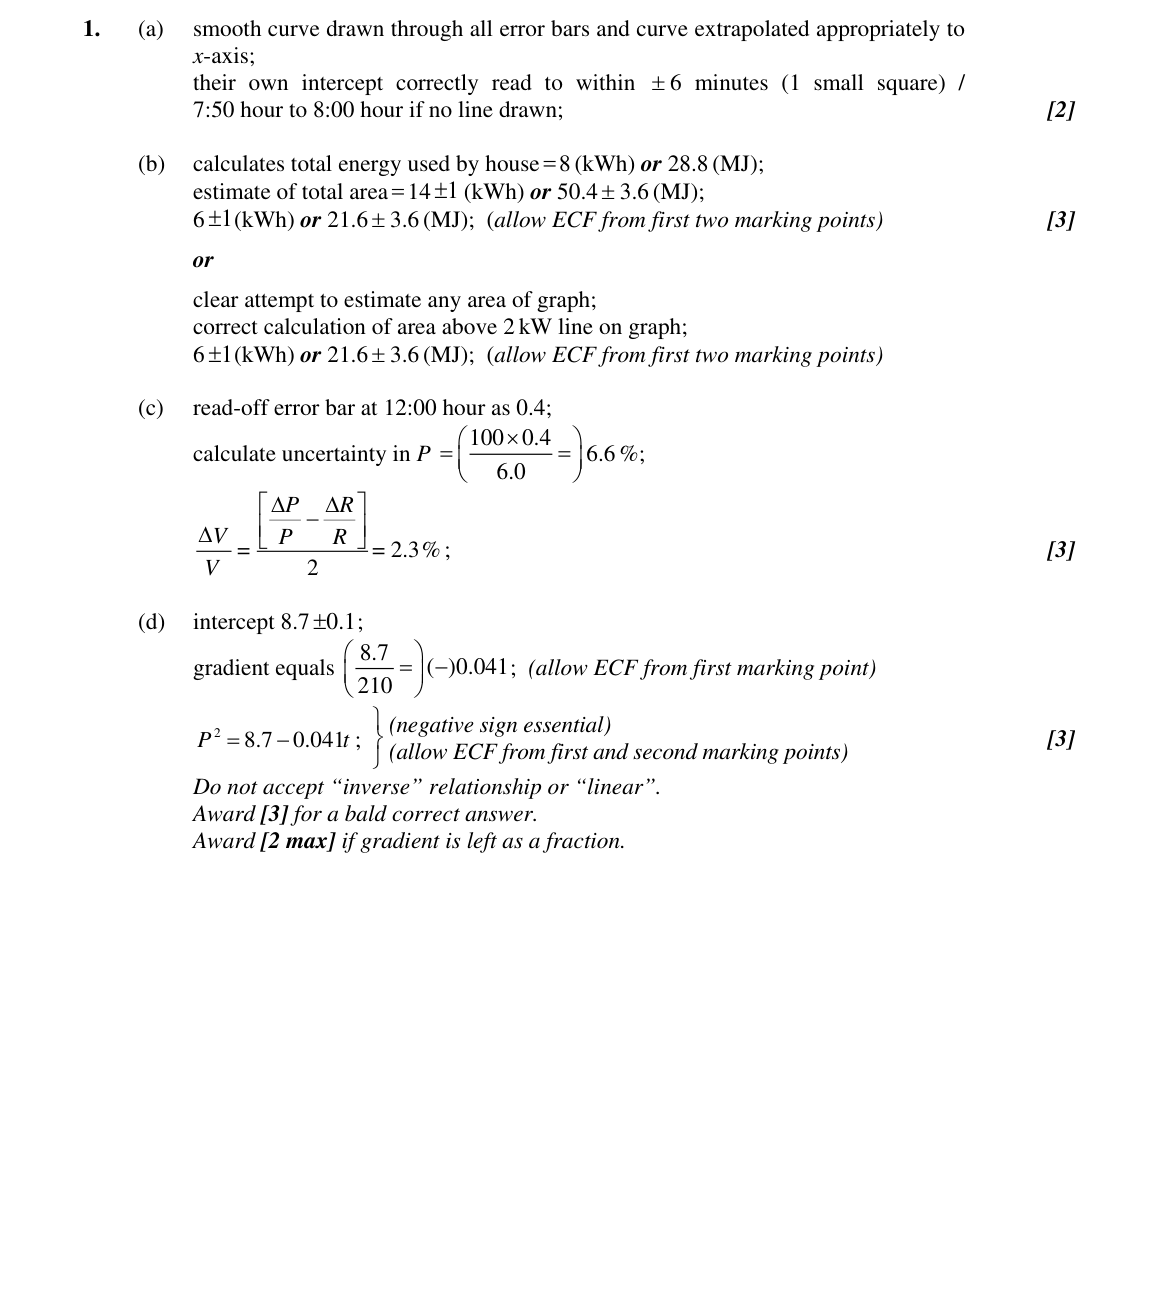 1. (a) smooth curve drawn through all error bars and curve extrapolated appropriately to
x-axis;
their own intercept correctly read to within ±6 minutes (1 small square) /
7:50 hour to 8:00 hour if no line drawn; [2]
(b) calculates total energy used by house = 8 (kWh) or 28.8 (MJ);
estimate of total area = 14 ±1 (kWh) or 50.4 ± 3.6 (MJ);
6 ±1 (kWh) or 21.6 ± 3.6 (MJ); (allow ECF from first two marking points) [3]
or
clear attempt to estimate any area of graph;
correct calculation of area above 2 kW line on graph;
6 ±1 (kWh) or 21.6 ± 3.6 (MJ); (allow ECF from first two marking points)
(c) read-off error bar at 12:00 hour as 0.4;
calculate uncertainty in P = (100×0.4/6.0 =) 6.6 %;
ΔV/V = [ΔP/P − ΔR/R]/2 = 2.3 % ; [3]
(d) intercept 8.7 ±0.1;
gradient equals (8.7/210 =) (−)0.041; (allow ECF from first marking point)
P² = 8.7 − 0.041t ; } (negative sign essential)
(allow ECF from first and second marking points) [3]
Do not accept “inverse” relationship or “linear”.
Award [3] for a bald correct answer.
Award [2 max] if gradient is left as a fraction.